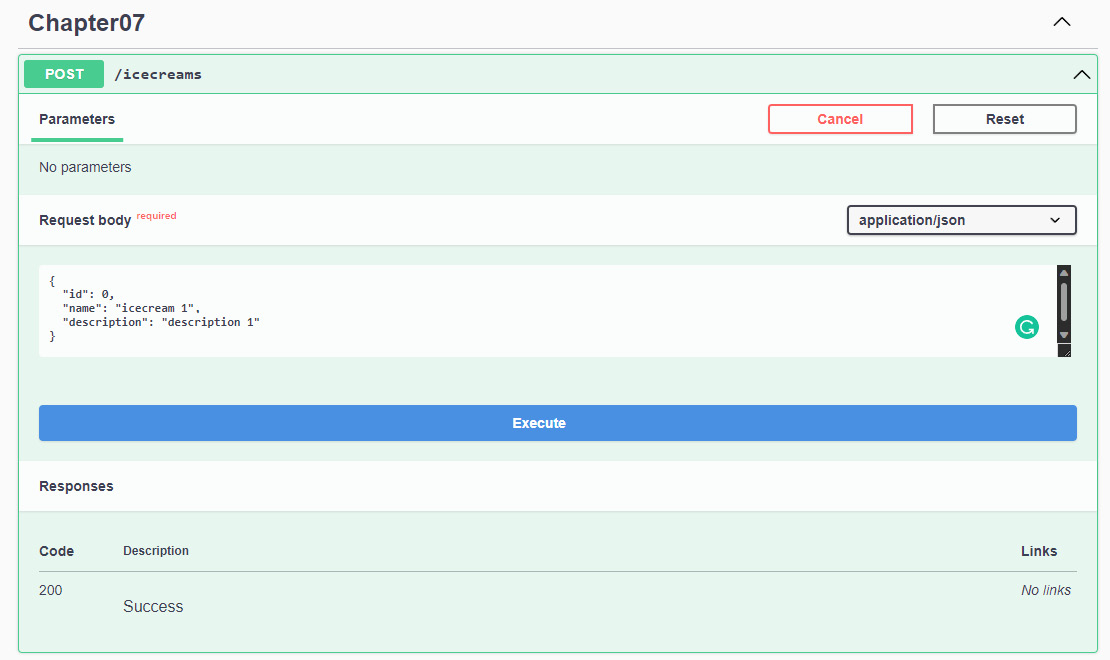 Chapter07
POST /icecreams
Parameters Cancel Reset
No parameters
Request body required application/json
{
  "id": 0,
  "name": "icecream 1",
  "description": "description 1"
}
Execute
Responses
Code Description Links
200 Success No links